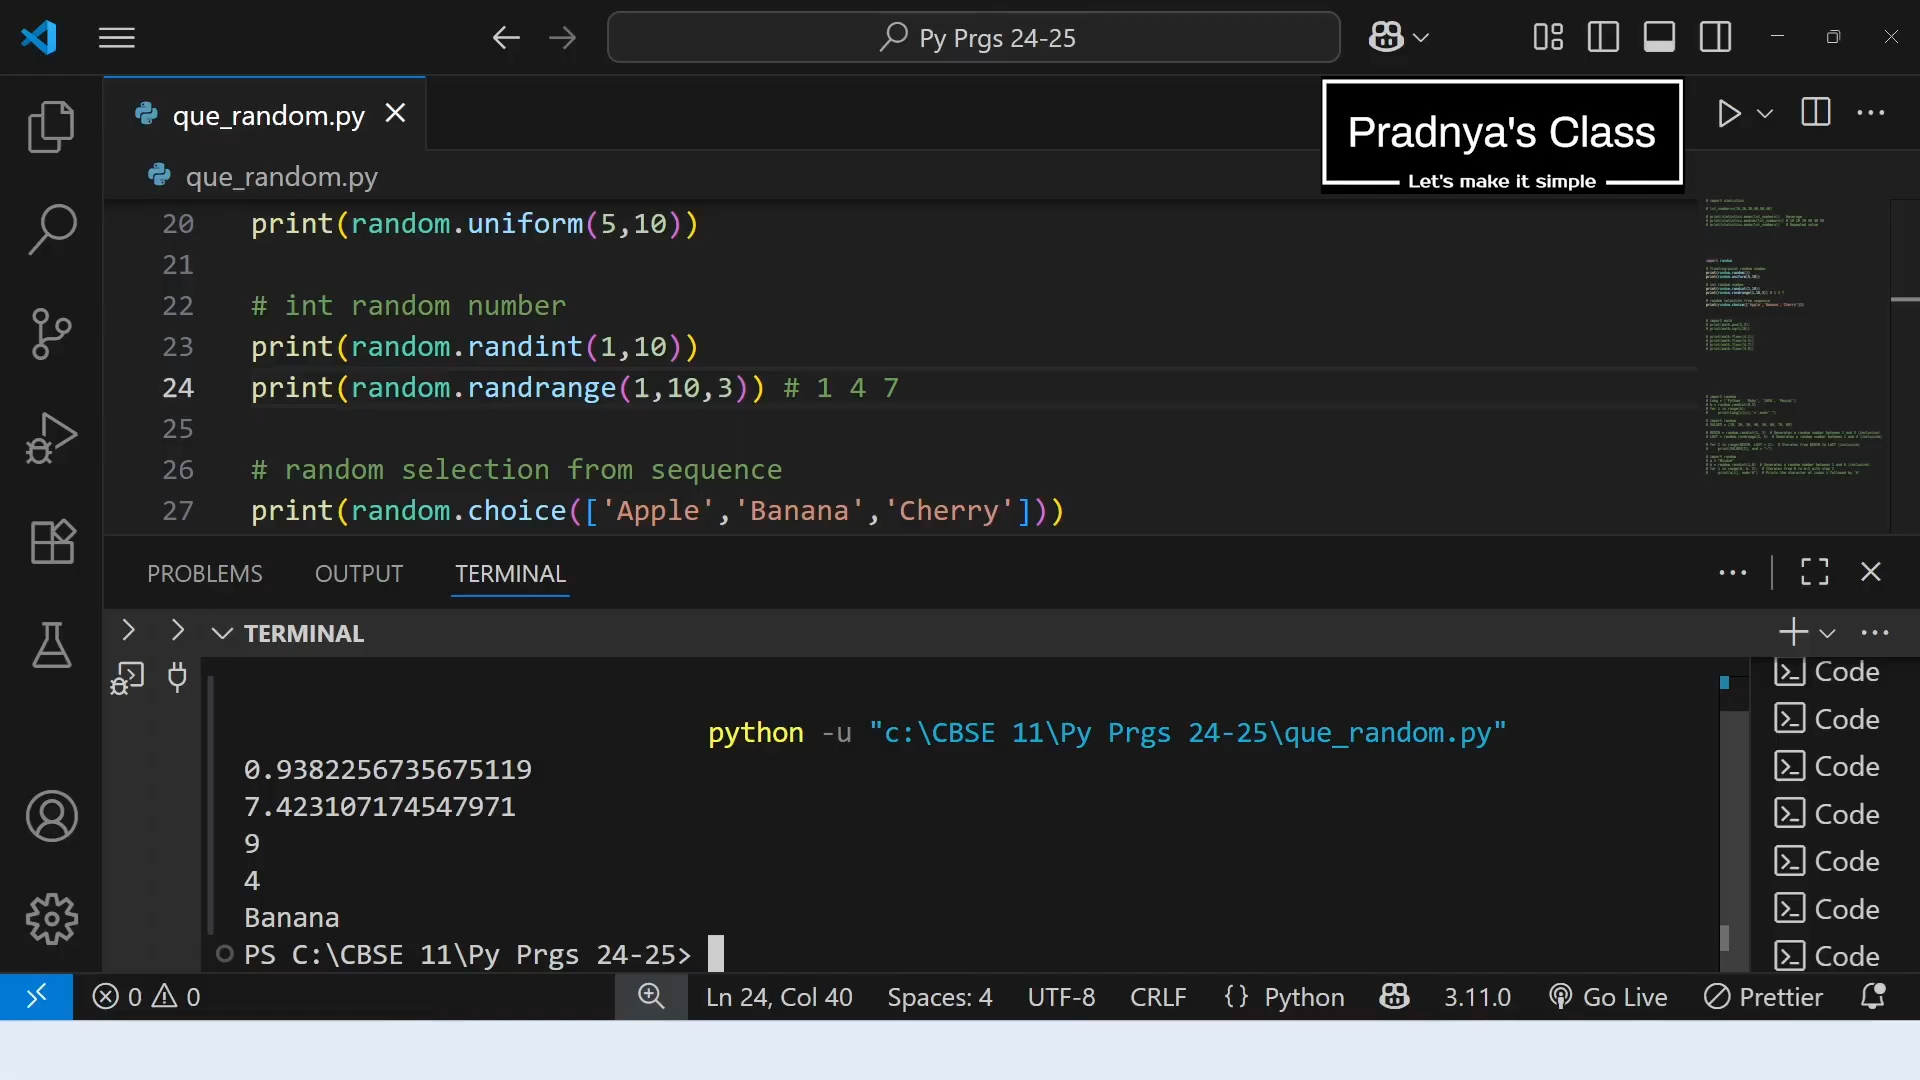 Py Prgs 24-25
que_random.py
Pradnya's Class
Let's make it simple
que_random.py
20 print(random.uniform(5,10))
21
22 # int random number
23 print(random.randint(1,10))
24 print(random.randrange(1,10,3)) # 1 4 7
25
26 # random selection from sequence
27 print(random.choice(['Apple','Banana','Cherry']))
PROBLEMS OUTPUT TERMINAL
TERMINAL
python -u "c:\CBSE 11\Py Prgs 24-25\que_random.py"
0.9382256735675119
7.423107174547971
9
4
Banana
PS C:\CBSE 11\Py Prgs 24-25>
Code
Code
Code
Code
Code
Code
Code
0 0 Ln 24, Col 40 Spaces: 4 UTF-8 CRLF {} Python 3.11.0 Go Live Prettier